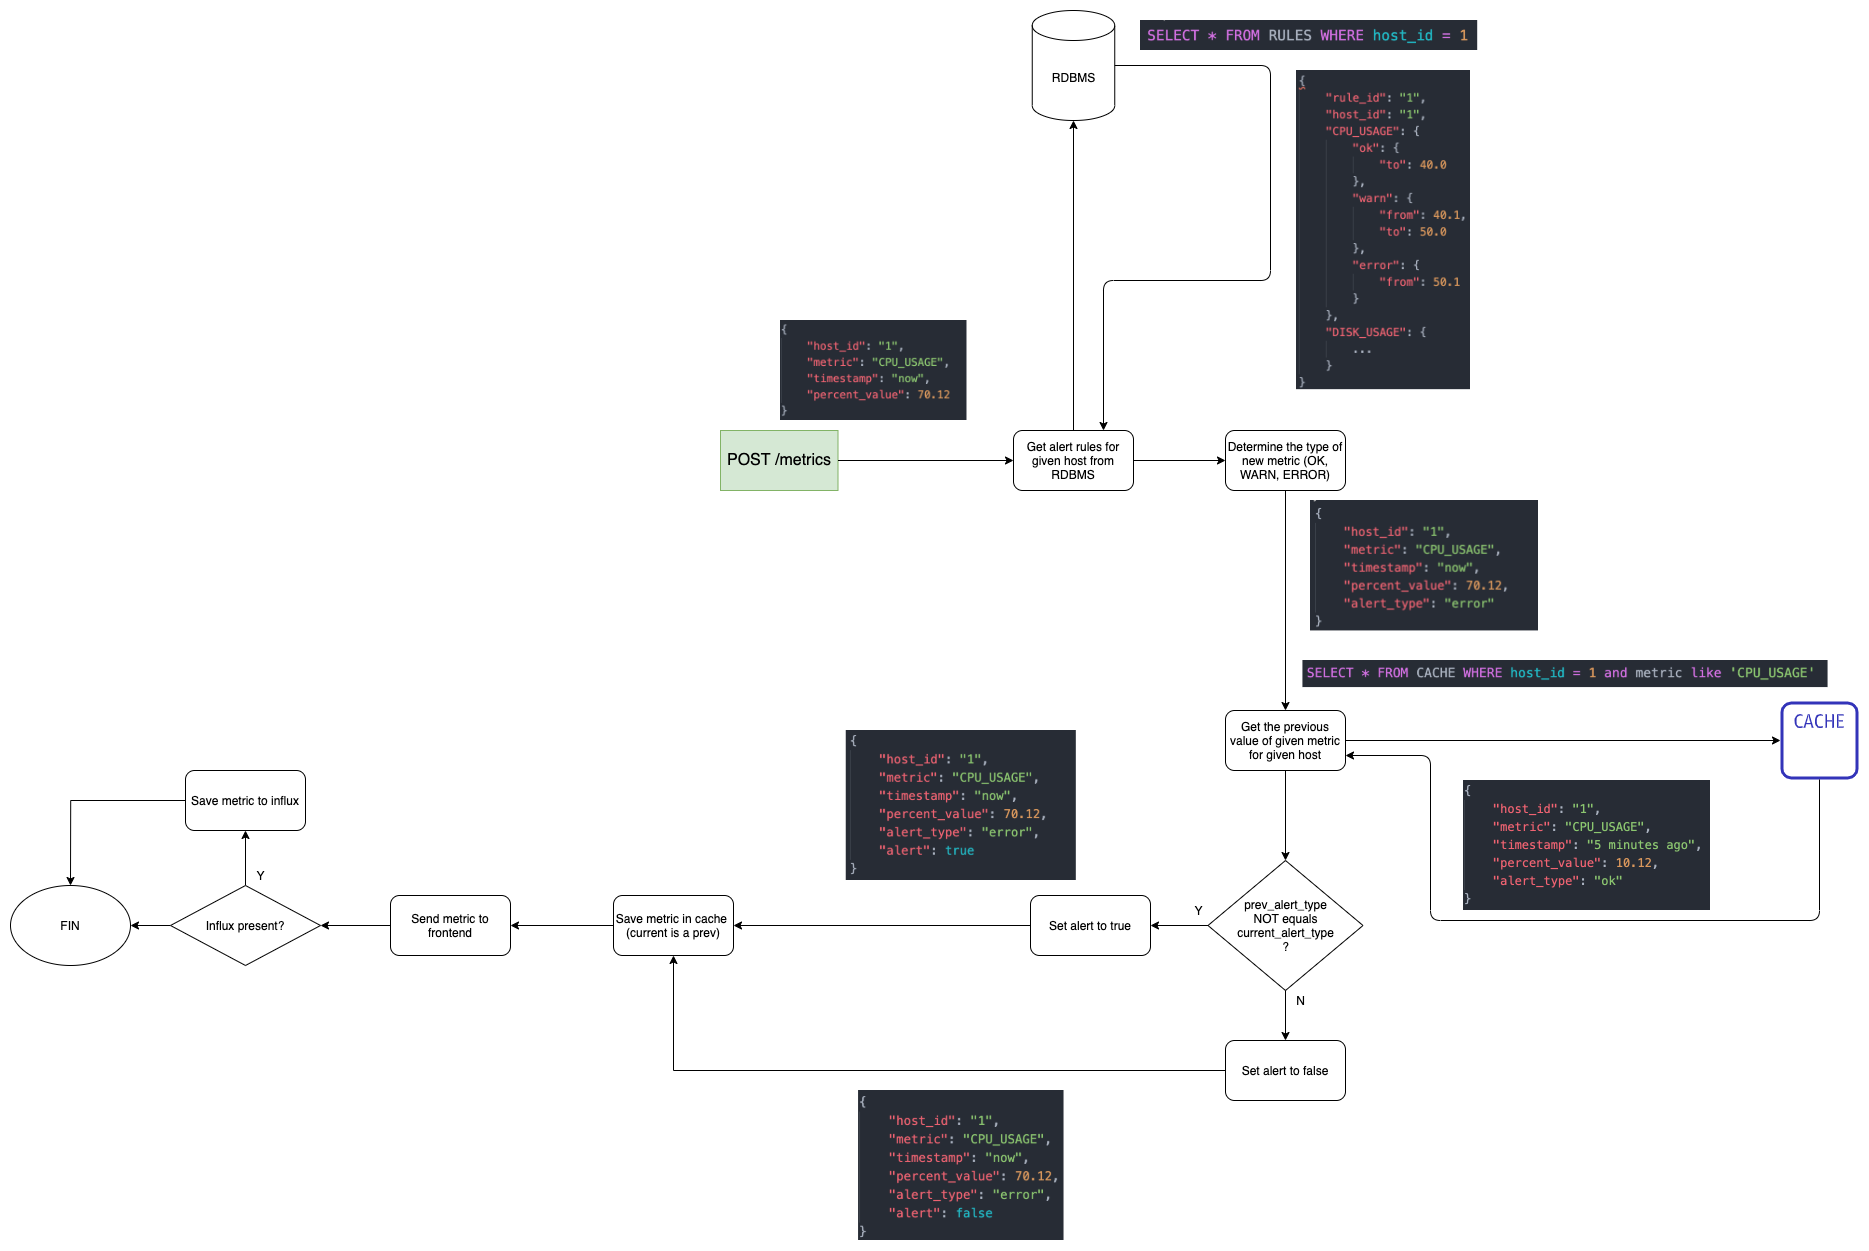 RDBMS
SELECT * FROM RULES WHERE host_id = 1
{
"rule_id": "1",
"host_id": "1",
"CPU_USAGE": {
"ok": {
"to": 40.0
},
"warn": {
"from": 40.1,
"to": 50.0
},
"error": {
"from": 50.1
}
},
"DISK_USAGE": {
...
}
}
{
"host_id": "1",
"metric": "CPU_USAGE",
"timestamp": "now",
"percent_value": 70.12
}
POST /metrics
Get alert rules for
given host from
RDBMS
Determine the type of
new metric (OK,
WARN, ERROR)
{
"host_id": "1",
"metric": "CPU_USAGE",
"timestamp": "now",
"percent_value": 70.12,
"alert_type": "error"
}
SELECT * FROM CACHE WHERE host_id = 1 and metric like 'CPU_USAGE'
Get the previous
value of given metric
for given host
CACHE
{
"host_id": "1",
"metric": "CPU_USAGE",
"timestamp": "5 minutes ago",
"percent_value": 10.12,
"alert_type": "ok"
}
{
"host_id": "1",
"metric": "CPU_USAGE",
"timestamp": "now",
"percent_value": 70.12,
"alert_type": "error",
"alert": true
}
prev_alert_type
NOT equals
current_alert_type
?
Y
N
Set alert to true
Save metric in cache
(current is a prev)
Send metric to
frontend
Influx present?
Y
Save metric to influx
FIN
Set alert to false
{
"host_id": "1",
"metric": "CPU_USAGE",
"timestamp": "now",
"percent_value": 70.12,
"alert_type": "error",
"alert": false
}